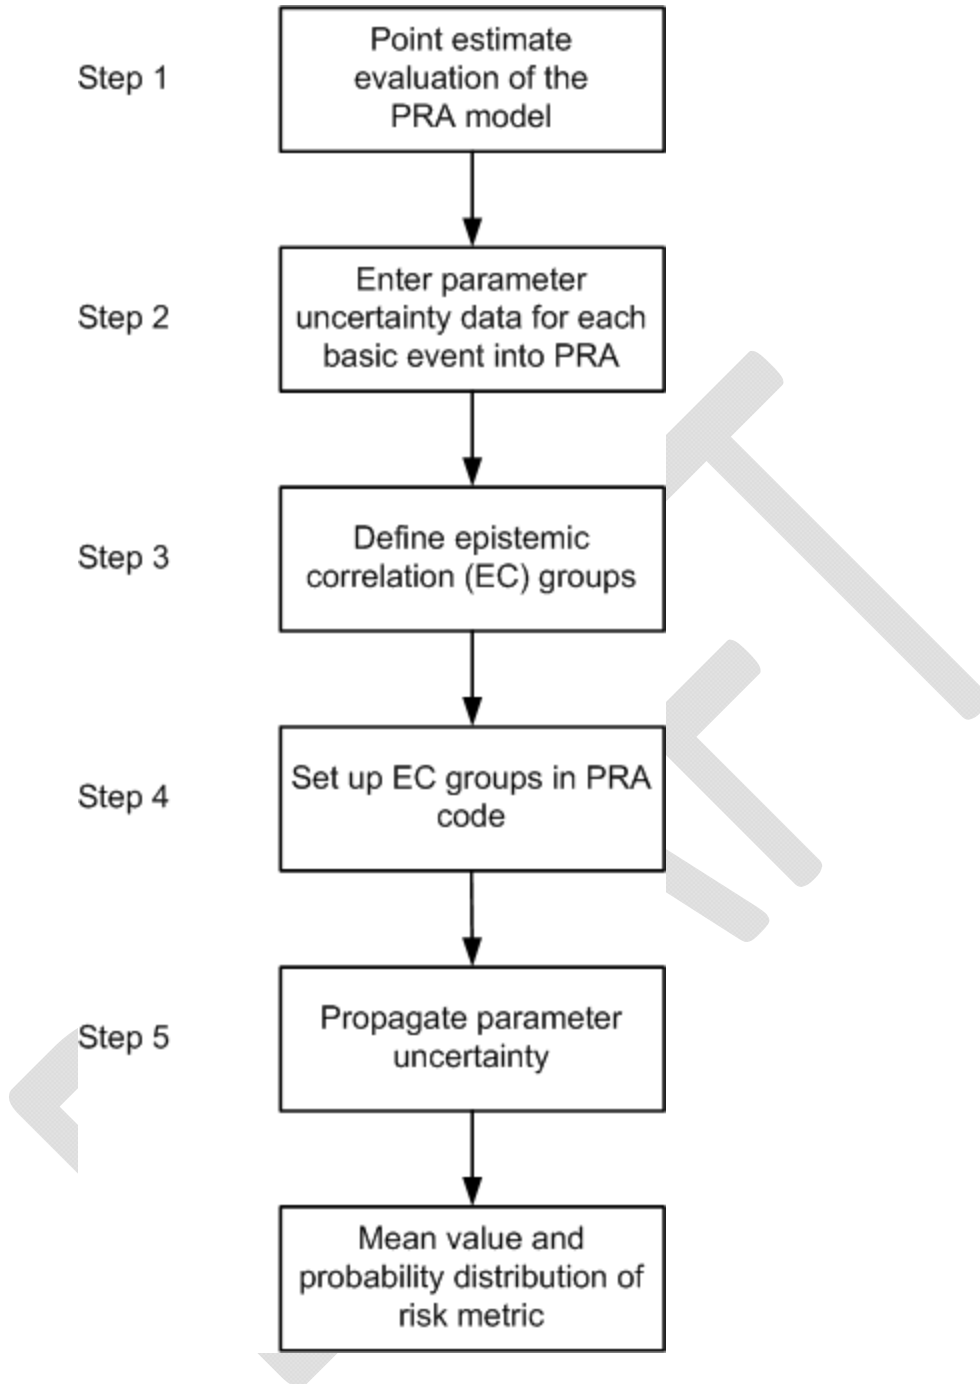 Step 1
Point estimate
evaluation of the
PRA model
Step 2
Enter parameter
uncertainty data for each
basic event into PRA
Step 3
Define epistemic
correlation (EC) groups
Step 4
Set up EC groups in PRA
code
Step 5
Propagate parameter
uncertainty
Mean value and
probability distribution of
risk metric